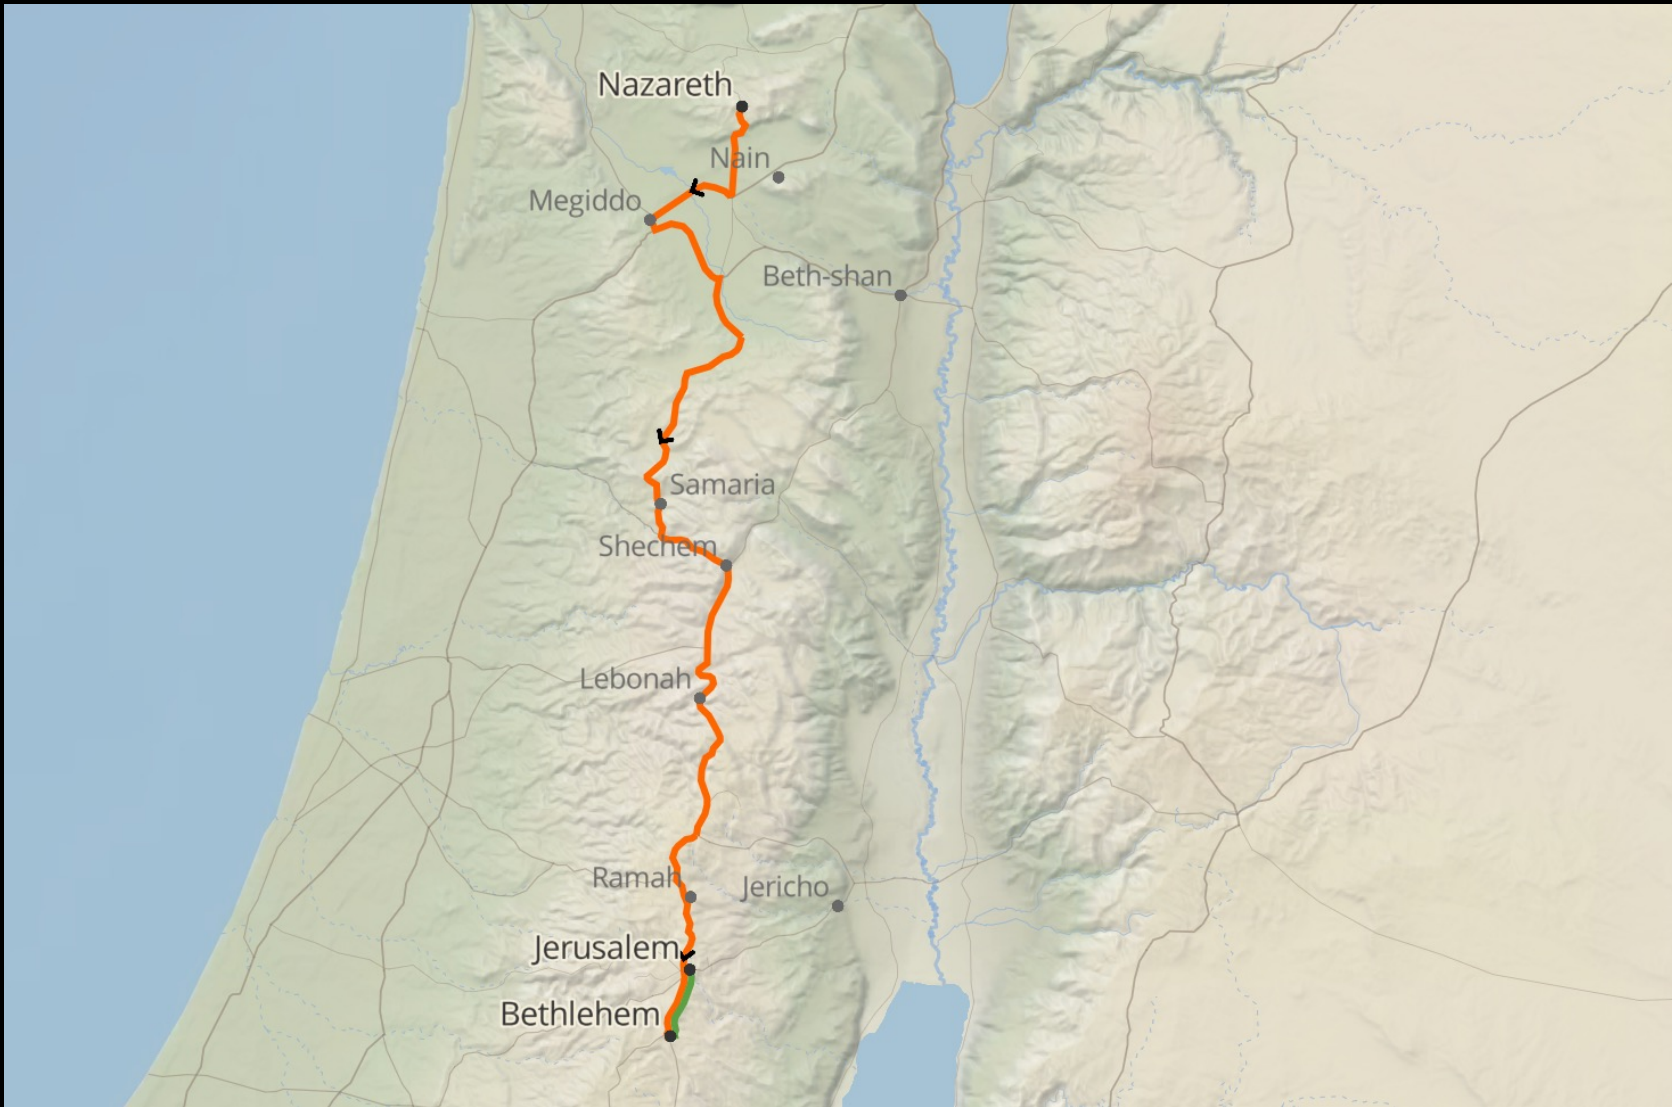 Nazareth
Nain
Megiddo
Beth-shan
Samaria
Shechem
Lebonah
Ramah
Jericho
Jerusalem
Bethlehem